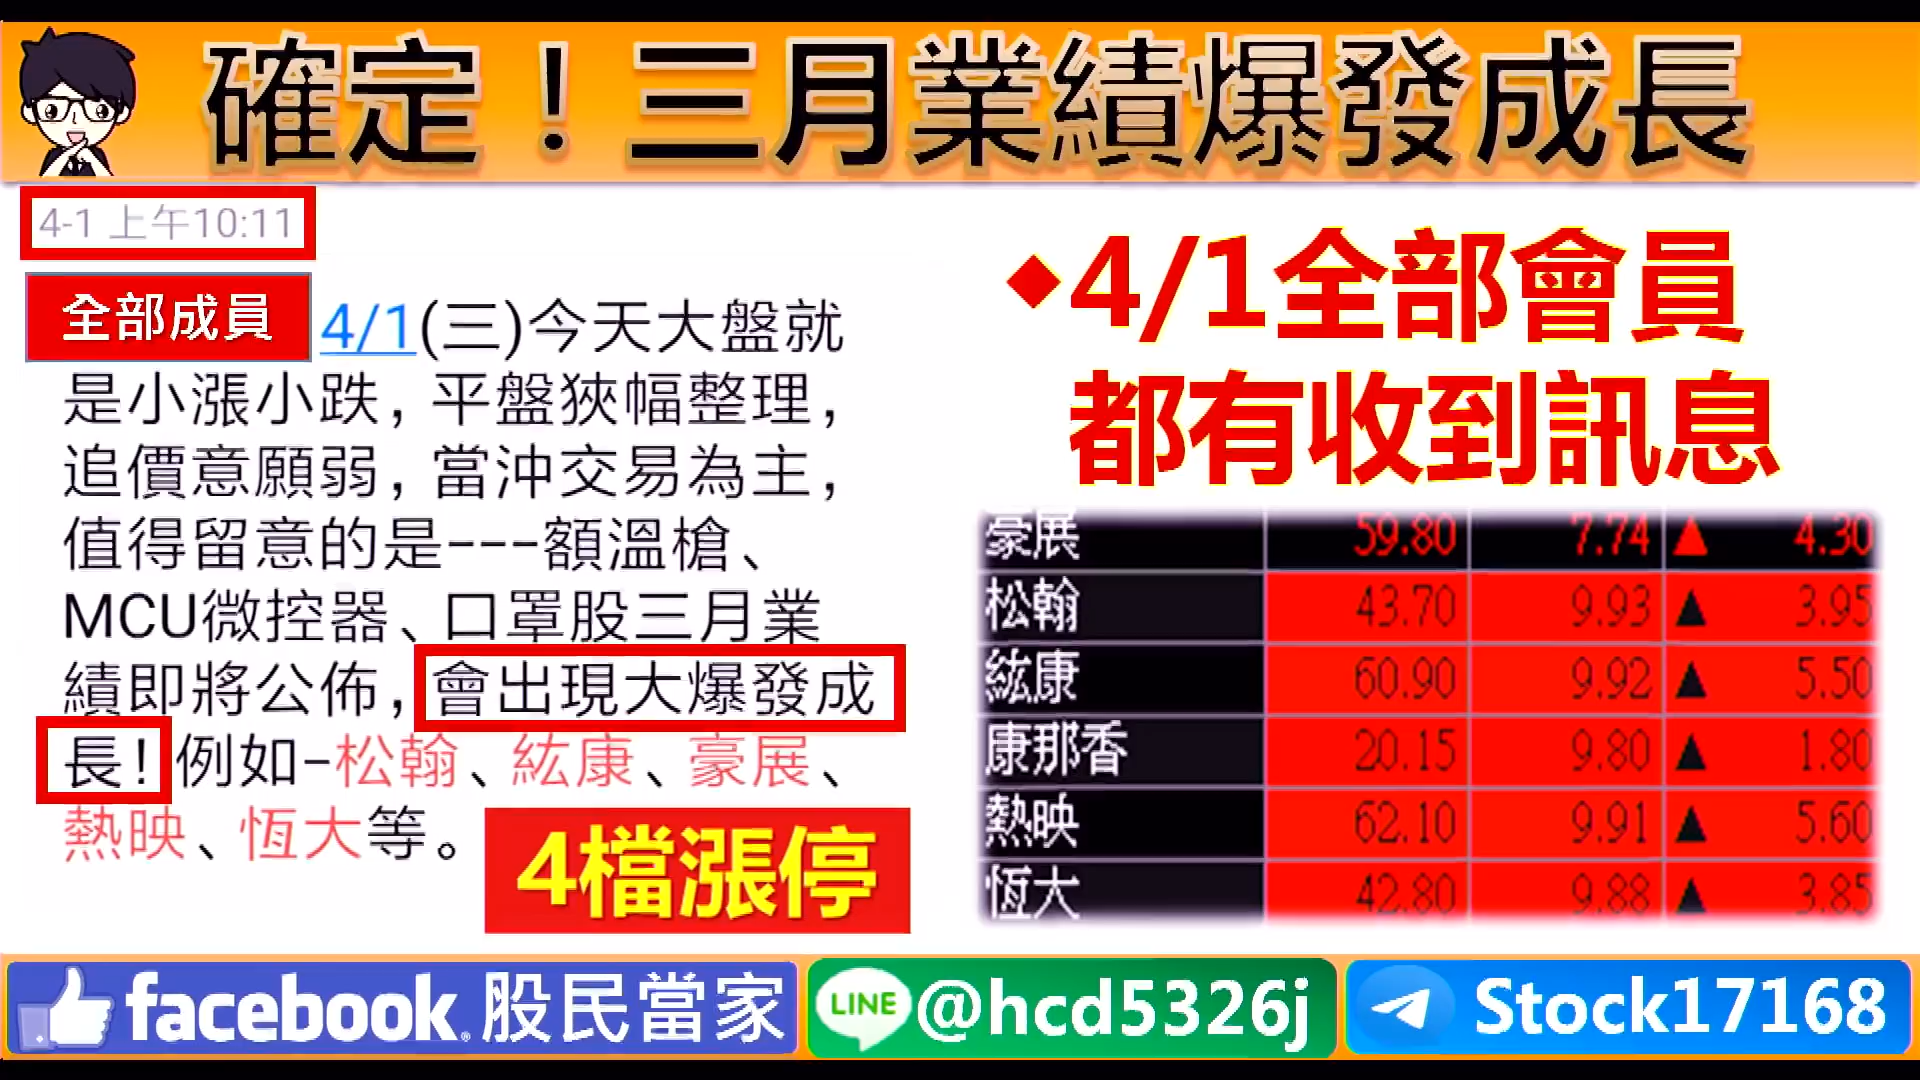 確定！三月業績爆發成長
4-1 上午10:11
全部成員 4/1(三)今天大盤就
是小漲小跌，平盤狹幅整理，
追價意願弱，當沖交易為主，
值得留意的是---額溫槍、
MCU微控器、口罩股三月業
績即將公佈，會出現大爆發成
長！例如-松翰、紘康、豪展、
熱映、恆大等。
4檔漲停
◆4/1全部會員
都有收到訊息
豪展 59.80 7.74 ▲ 4.30
松翰 43.70 9.93 ▲ 3.95
紘康 60.90 9.92 ▲ 5.50
康那香 20.15 9.80 ▲ 1.80
熱映 62.10 9.91 ▲ 5.60
恆大 42.80 9.88 ▲ 3.85
facebook 股民當家
LINE @hcd5326j
Stock17168